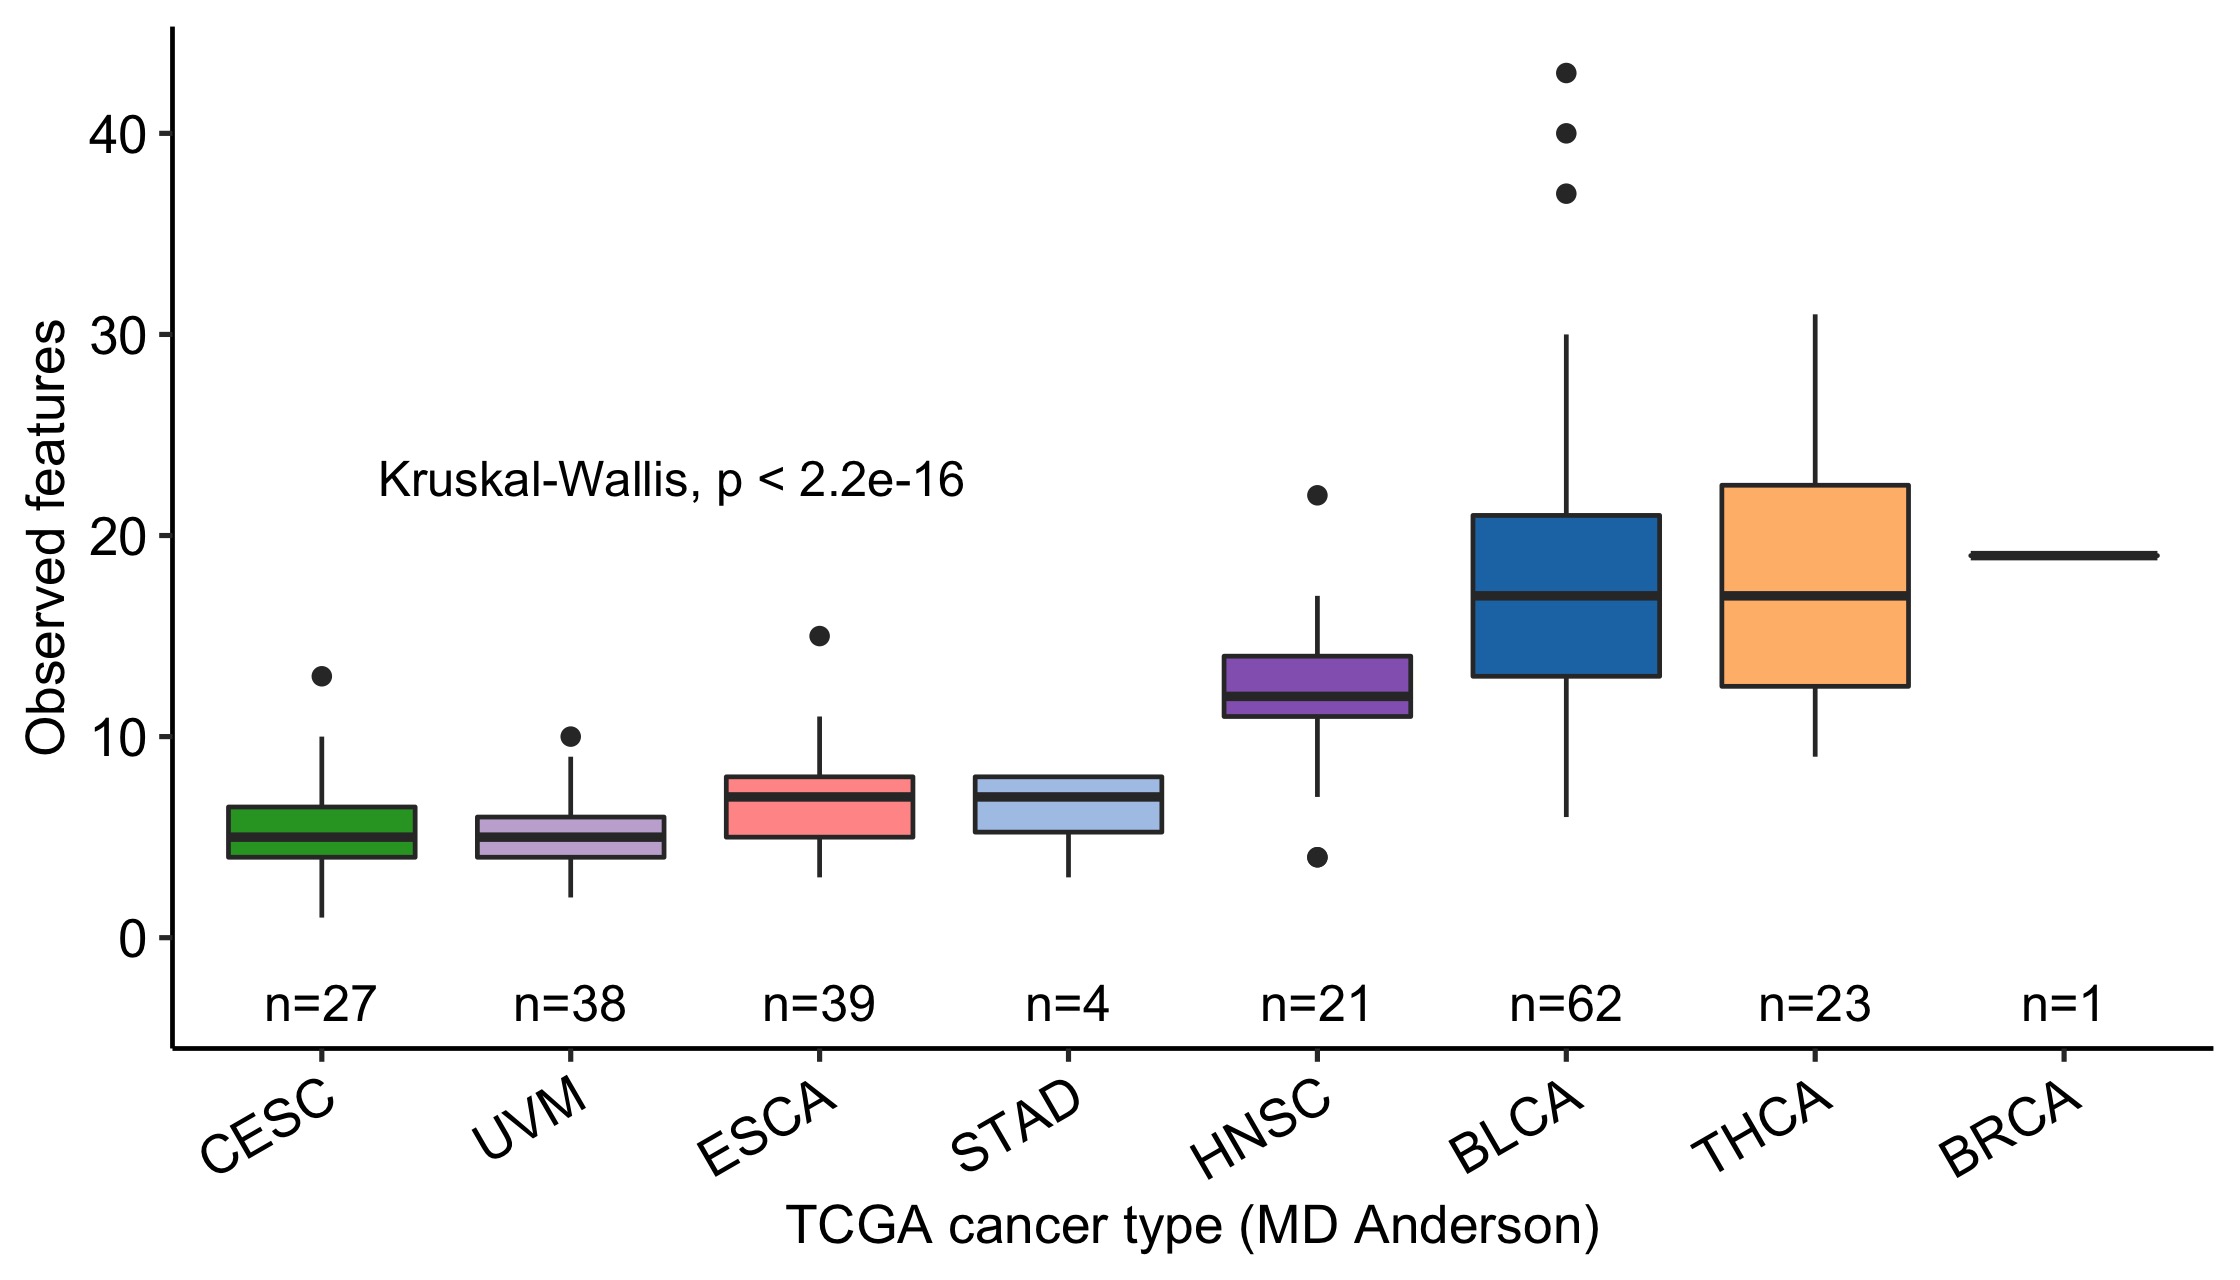 40
30
20
10
0
Observed features
Kruskal-Wallis, p < 2.2e-16
n=27 n=38 n=39 n=4 n=21 n=62 n=23 n=1
CESC UVM ESCA STAD HNSC BLCA THCA BRCA
TCGA cancer type (MD Anderson)